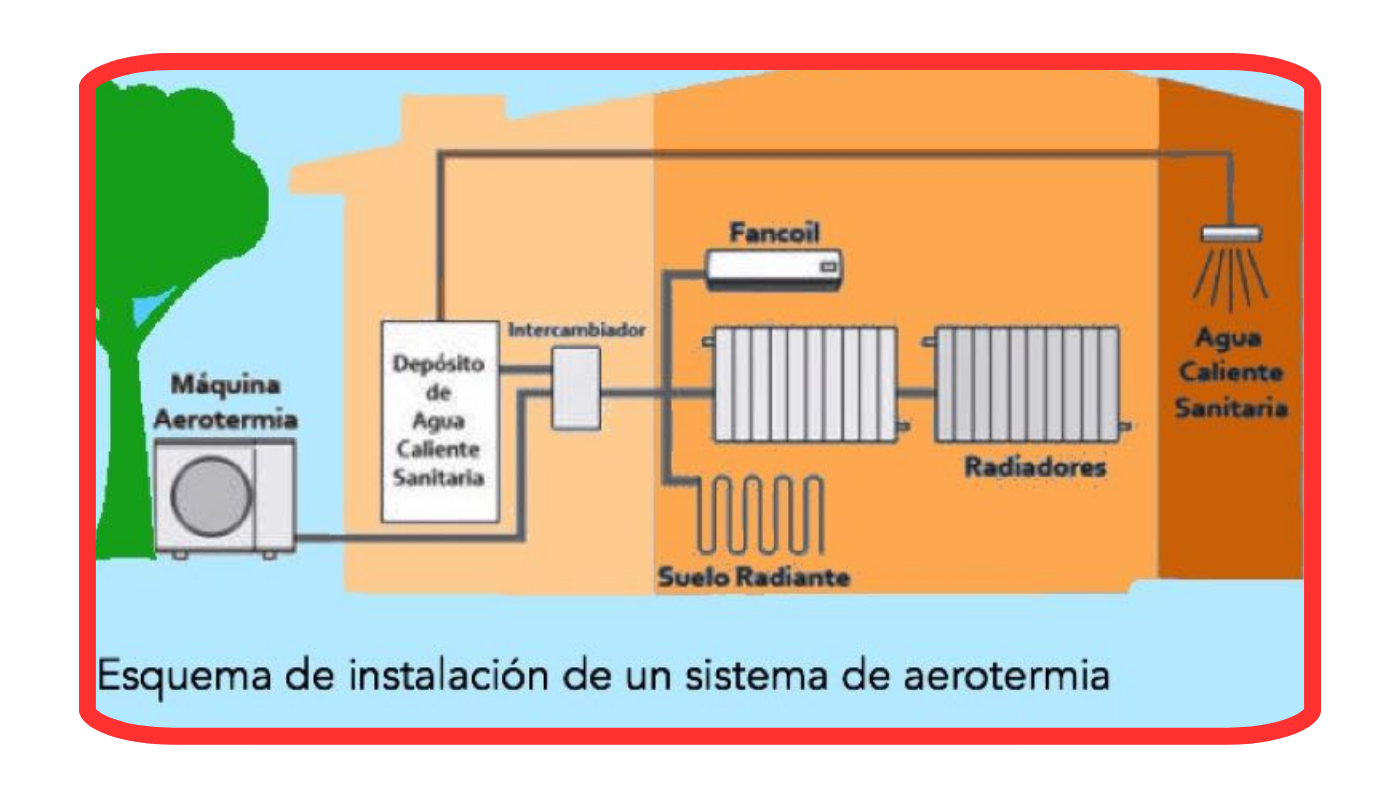 Fancoil
Intercambiador
Depósito
de
Agua
Caliente
Sanitaria
Máquina
Aerotermia
Agua
Caliente
Sanitaria
Radiadores
Suelo Radiante
Esquema de instalación de un sistema de aerotermia